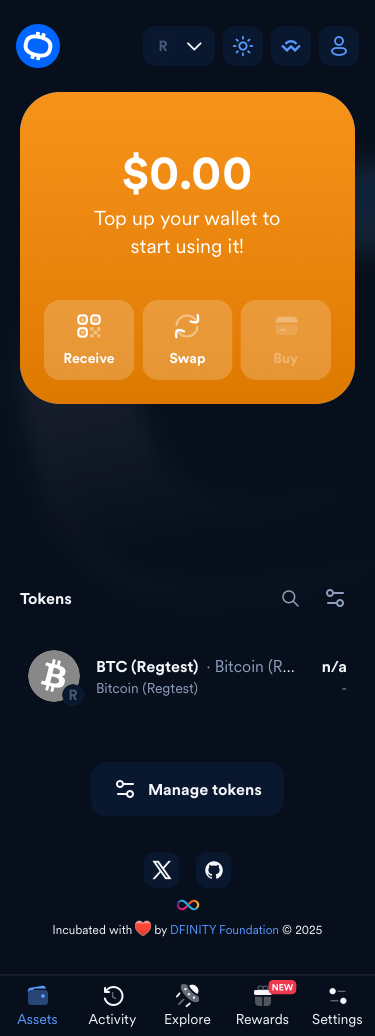 R
$0.00
Top up your wallet to
start using it!
Receive Swap Buy
Tokens
BTC (Regtest) · Bitcoin (R... n/a
R Bitcoin (Regtest) -
Manage tokens
Incubated with ❤️ by DFINITY Foundation © 2025
NEW
Assets Activity Explore Rewards Settings